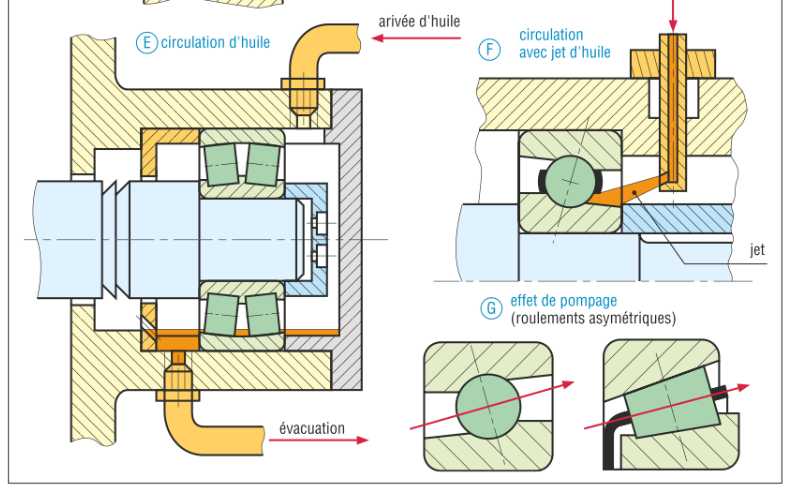 arivée d'huile
E circulation d'huile
F circulation
avec jet d'huile
jet
G effet de pompage
(roulements asymétriques)
évacuation